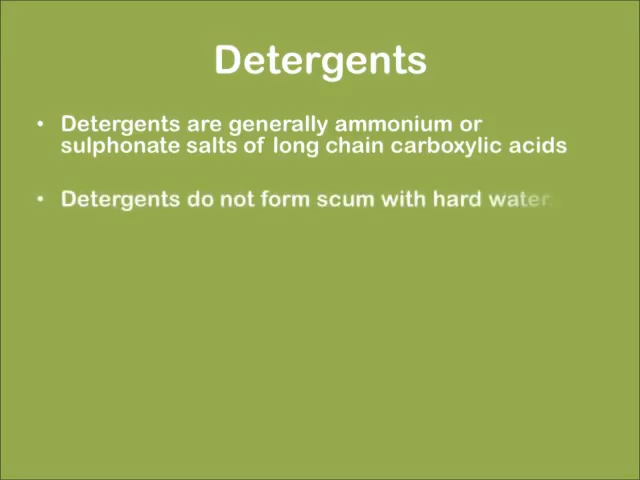 Detergents
• Detergents are generally ammonium or
sulphonate salts of long chain carboxylic acids
• Detergents do not form scum with hard water.